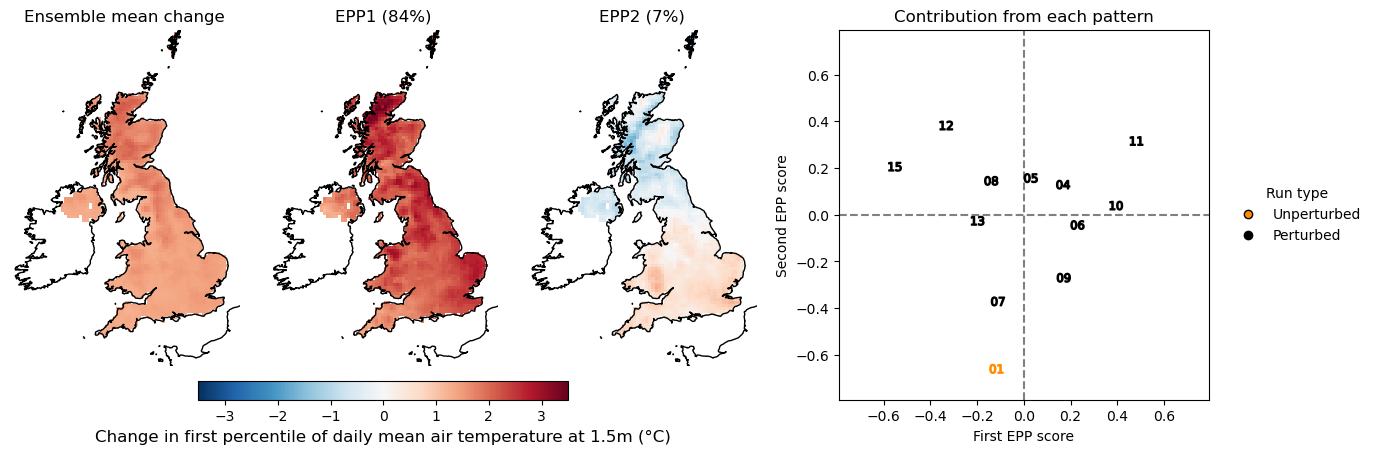 Ensemble mean change
EPP1 (84%)
EPP2 (7%)
−3 −2 −1 0 1 2 3
Change in first percentile of daily mean air temperature at 1.5m (°C)
Contribution from each pattern
Second EPP score
0.6
0.4
0.2
0.0
−0.2
−0.4
−0.6
12
11
15
08
05
04
10
13
06
09
07
01
−0.6 −0.4 −0.2 0.0 0.2 0.4 0.6
First EPP score
Run type
Unperturbed
Perturbed